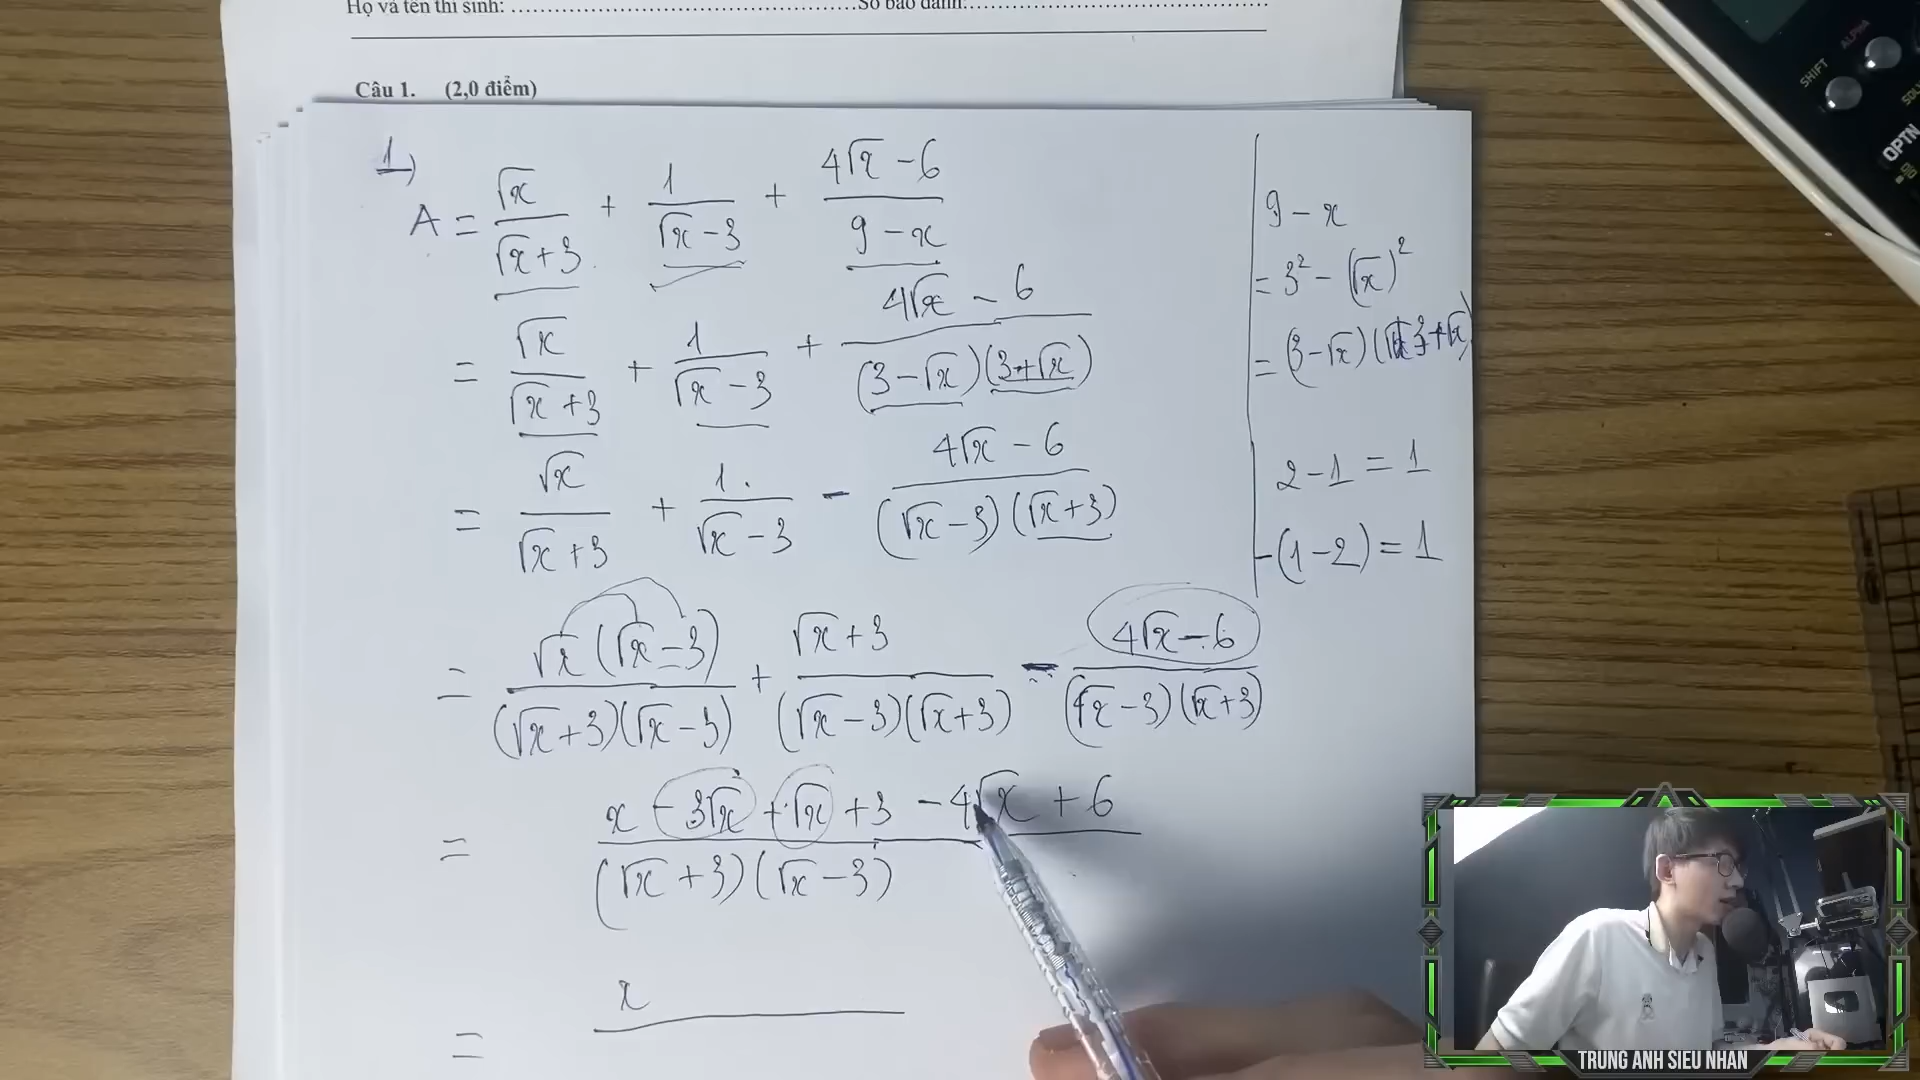 Họ và tên thí sinh: ................................................Số báo danh:..........................................
Câu 1. (2,0 điểm)
1)
A = √x/(√x+3) + 1/(√x−3) + (4√x−6)/(9−x)
= √x/(√x+3) + 1/(√x−3) + (4√x − 6)/((3−√x)(3+√x))
= √x/(√x+3) + 1/(√x−3) − (4√x − 6)/((√x−3)(√x+3))
= √x(√x−3)/((√x+3)(√x−3)) + (√x+3)/((√x−3)(√x+3)) − (4√x−6)/((√x−3)(√x+3))
= (x − 3√x + √x + 3 − 4√x + 6)/((√x+3)(√x−3))
= x
9 − x
= 3² − (√x)²
= (3−√x)(3+√x)
2 − 1 = 1
−(1−2) = 1
SHIFT
ALPHA
OPTN
TRUNG ANH SIEU NHAN